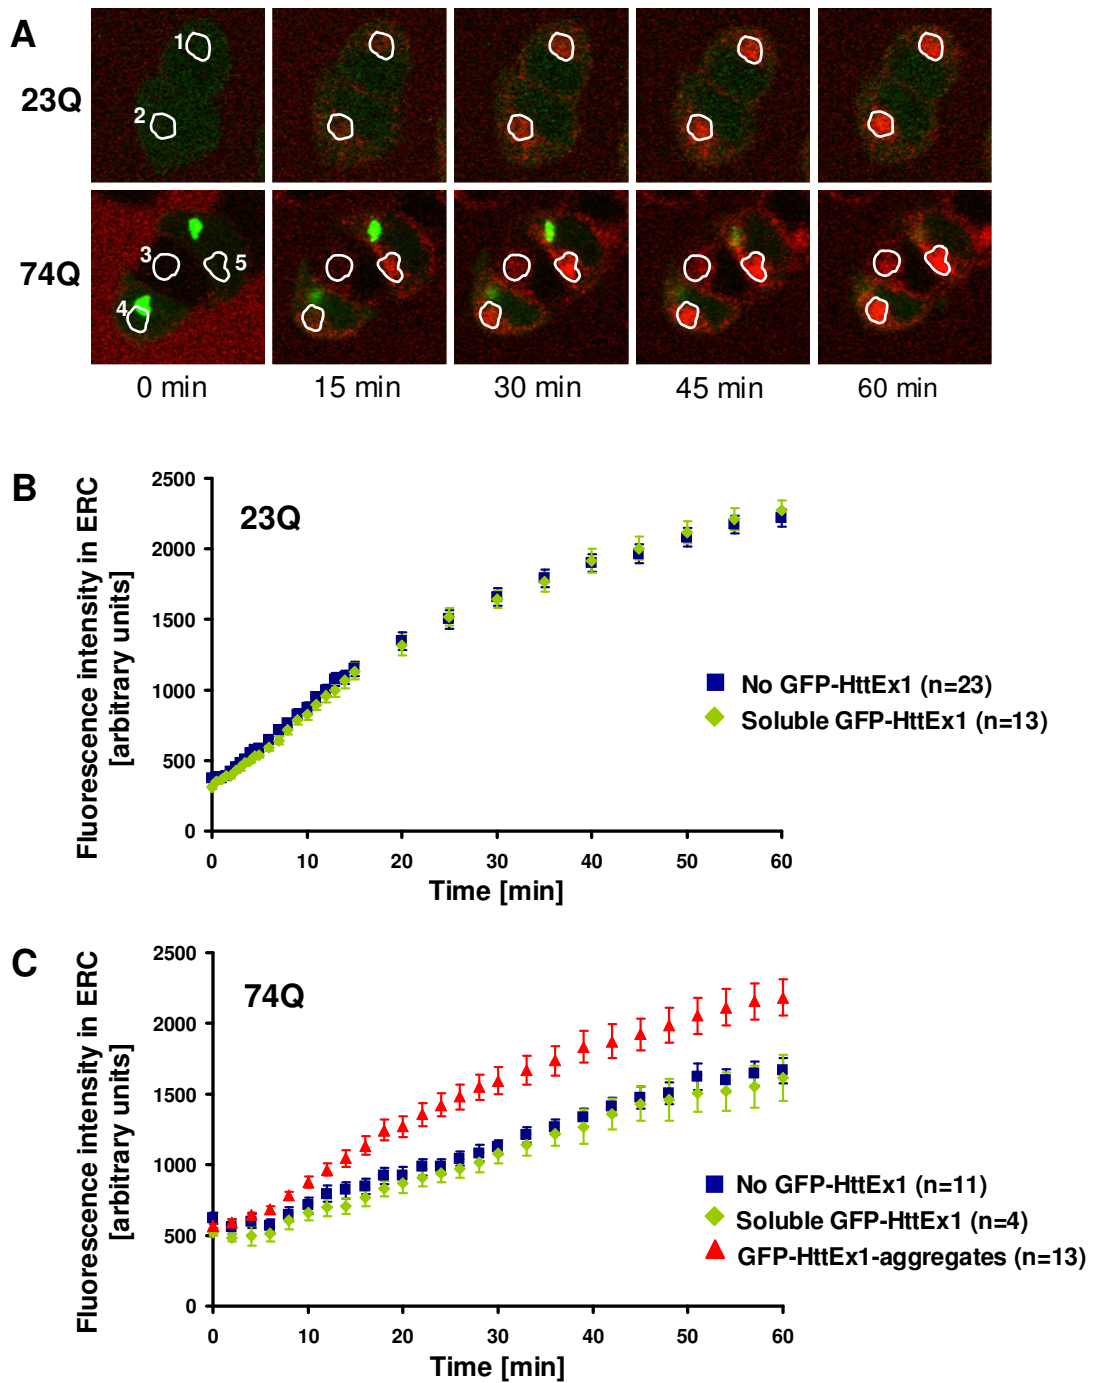 A
23Q
1
2
74Q
3
4
5
0 min
15 min
30 min
45 min
60 min
B
Fluorescence intensity in ERC
[arbitrary units]
2500
2000
1500
1000
500
0
23Q
No GFP-HttEx1 (n=23)
Soluble GFP-HttEx1 (n=13)
0 10 20 30 40 50 60
Time [min]
C
Fluorescence intensity in ERC
[arbitrary units]
2500
2000
1500
1000
500
0
74Q
No GFP-HttEx1 (n=11)
Soluble GFP-HttEx1 (n=4)
GFP-HttEx1-aggregates (n=13)
0 10 20 30 40 50 60
Time [min]